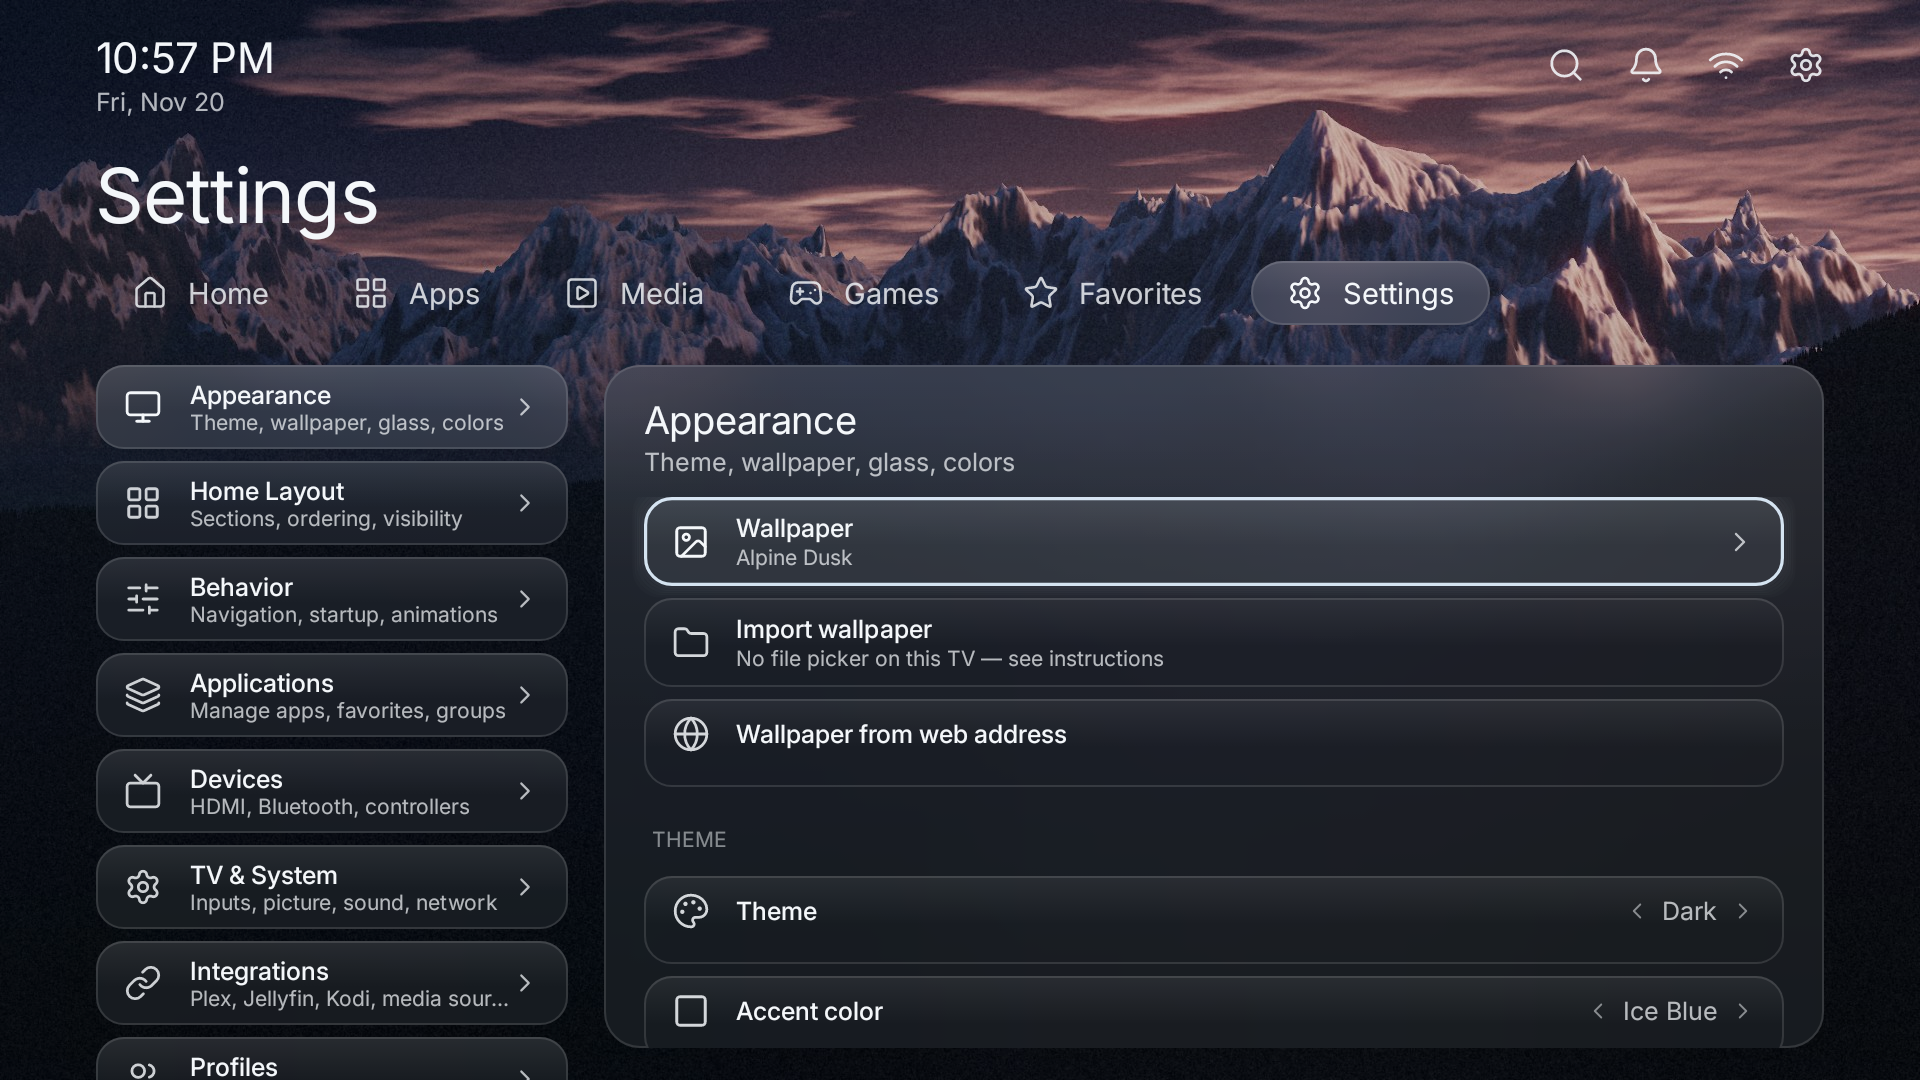 10:57 PM
Fri, Nov 20
Settings
Home
Apps
Media
Games
Favorites
Settings
Appearance
Theme, wallpaper, glass, colors
Home Layout
Sections, ordering, visibility
Behavior
Navigation, startup, animations
Applications
Manage apps, favorites, groups
Devices
HDMI, Bluetooth, controllers
TV & System
Inputs, picture, sound, network
Integrations
Plex, Jellyfin, Kodi, media sour...
Profiles
Appearance
Theme, wallpaper, glass, colors
Wallpaper
Alpine Dusk
Import wallpaper
No file picker on this TV — see instructions
Wallpaper from web address
THEME
Theme
Dark
Accent color
Ice Blue